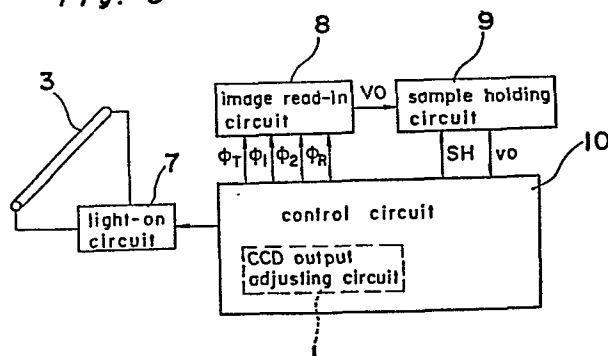 Fig.
8
9
3
image read-in
circuit
VO
sample holding
circuit
10
ΦT Φ1 Φ2 ΦR
SH
vo
7
light-on
circuit
control circuit
CCD output
adjusting circuit
1